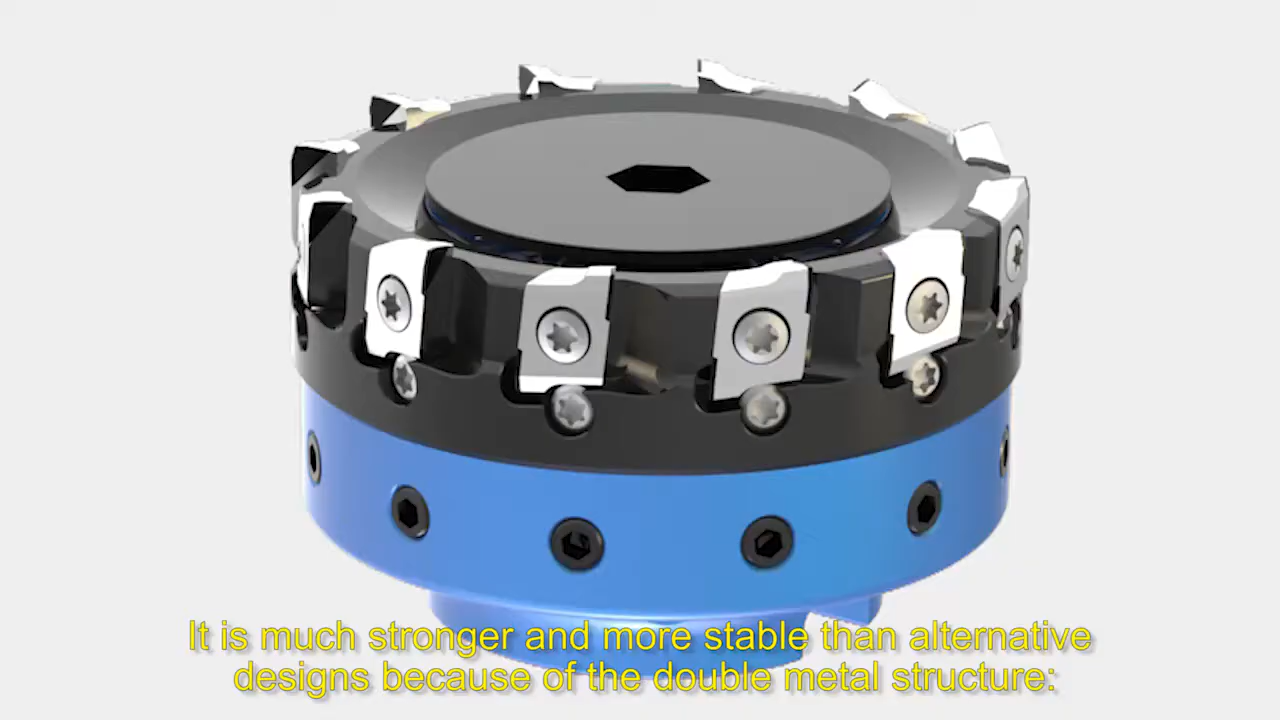 It is much stronger and more stable than alternative
designs because of the double metal structure: